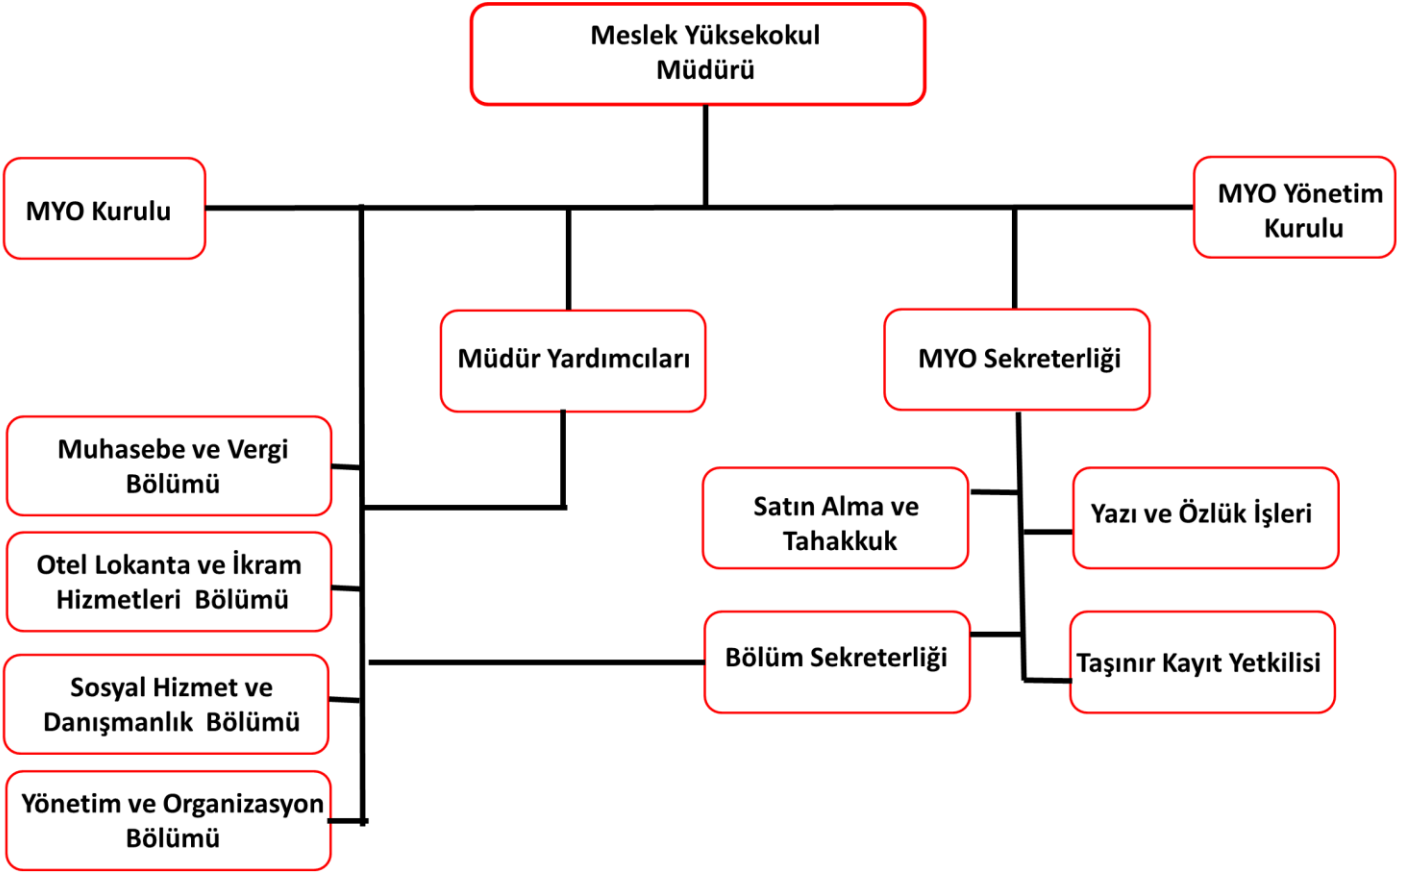 Meslek Yüksekokul
Müdürü
MYO Kurulu
MYO Yönetim
Kurulu
Müdür Yardımcıları
MYO Sekreterliği
Muhasebe ve Vergi
Bölümü
Satın Alma ve
Tahakkuk
Yazı ve Özlük İşleri
Otel Lokanta ve İkram
Hizmetleri Bölümü
Bölüm Sekreterliği
Taşınır Kayıt Yetkilisi
Sosyal Hizmet ve
Danışmanlık Bölümü
Yönetim ve Organizasyon
Bölümü